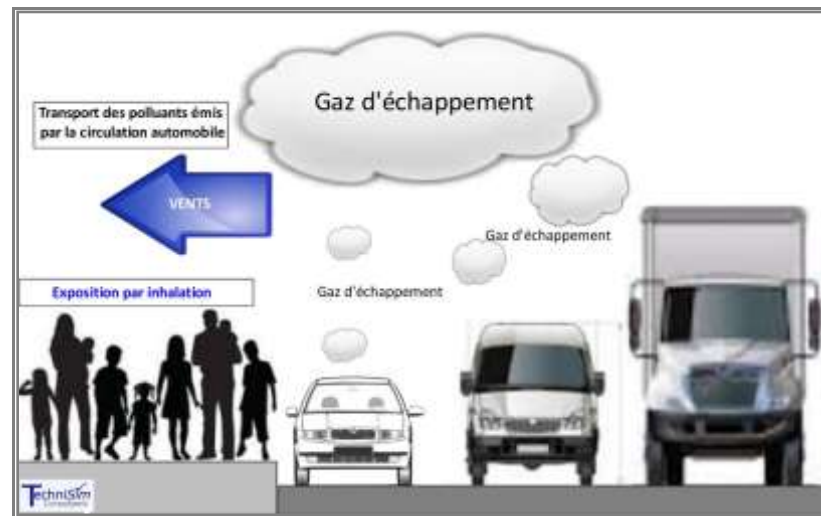 Gaz d'échappement
Transport des polluants émis
par la circulation automobile
VENTS
Gaz d'échappement
Exposition par inhalation
Gaz d'échappement
TechniSim
Consultants